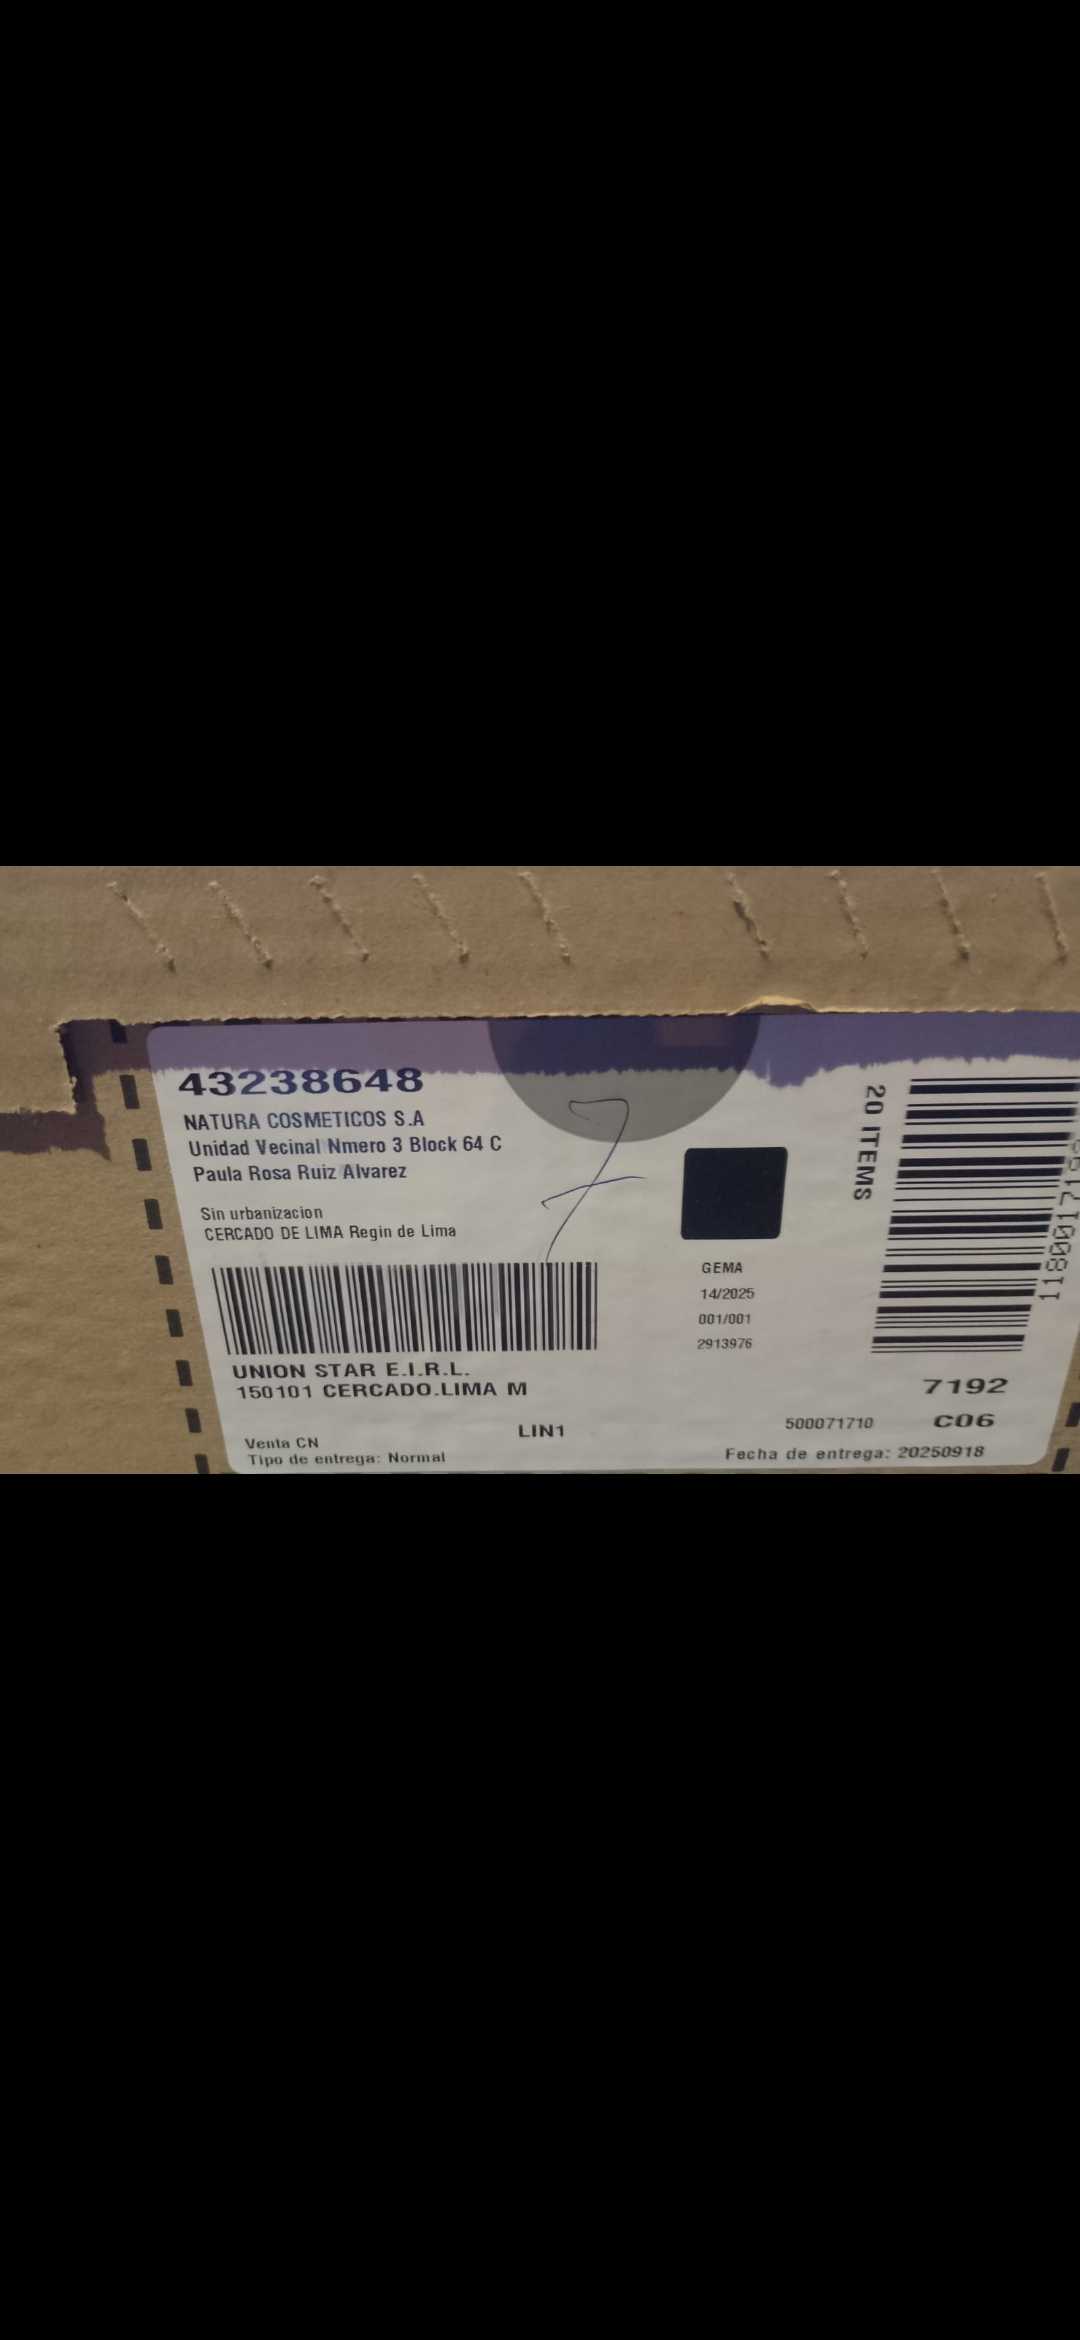 43238648
NATURA COSMETICOS S.A
Unidad Vecinal Nmero 3 Block 64 C
Paula Rosa Ruiz Alvarez
Sin urbanizacion
CERCADO DE LIMA Regin de Lima
7
UNION STAR E.I.R.L.
150101 CERCADO.LIMA M
LIN1
Venta CN
Tipo de entrega: Normal
GEMA
14/2025
001/001
2913976
20 ITEMS
7192
500071710 C06
Fecha de entrega: 20250918